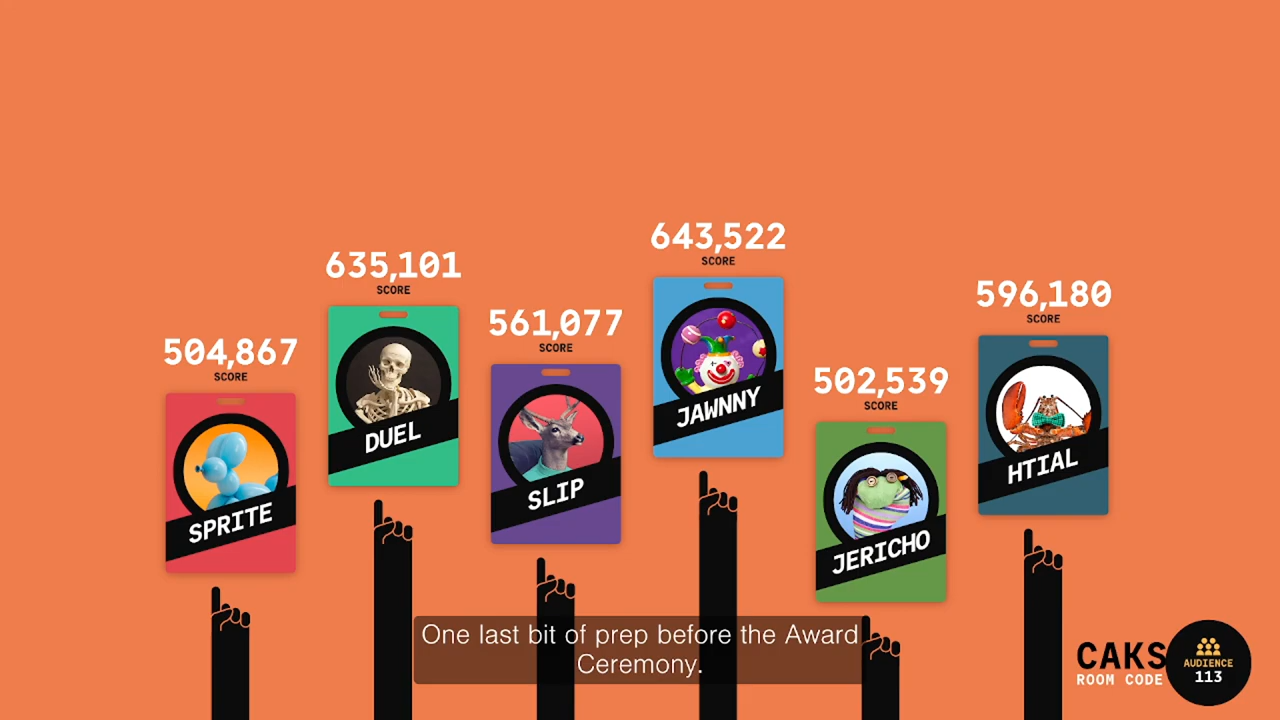 643,522
SCORE
635,101
SCORE
596,180
SCORE
561,077
SCORE
504,867
SCORE
502,539
SCORE
SPRITE
DUEL
SLIP
JAWNNY
JERICHO
HTIAL
One last bit of prep before the Award
Ceremony.
CAKS
ROOM CODE
AUDIENCE
113